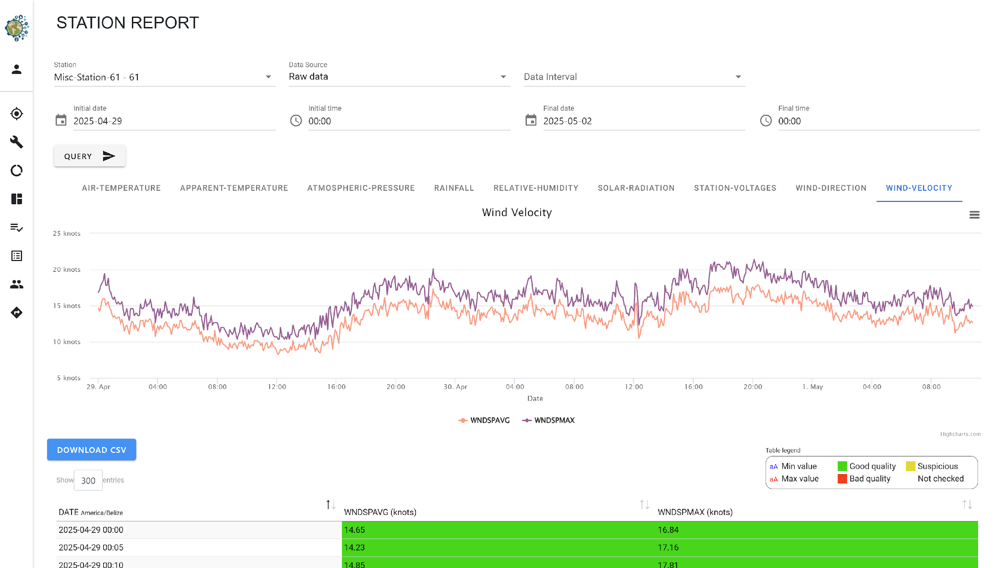 STATION REPORT
Station
Misc-Station-61 - 61
Data Source
Raw data
Data Interval
Initial date
2025-04-29
Initial time
00:00
Final date
2025-05-02
Final time
00:00
QUERY
AIR-TEMPERATURE APPARENT-TEMPERATURE ATMOSPHERIC-PRESSURE RAINFALL RELATIVE-HUMIDITY SOLAR-RADIATION STATION-VOLTAGES WIND-DIRECTION WIND-VELOCITY
Wind Velocity
25 knots
20 knots
15 knots
10 knots
5 knots
29. Apr 04:00 08:00 12:00 16:00 20:00 30. Apr 04:00 08:00 12:00 16:00 20:00 1. May 04:00 08:00
Date
WNDSPAVG WNDSPMAX
Highcharts.com
DOWNLOAD CSV
Table legend
aA Min value Good quality Suspicious
aA Max value Bad quality Not checked
Show 300 entries
DATE America/Belize WNDSPAVG (knots) WNDSPMAX (knots)
2025-04-29 00:00 14.65 16.84
2025-04-29 00:05 14.23 17.16
2025-04-29 00:10 14.85 17.81